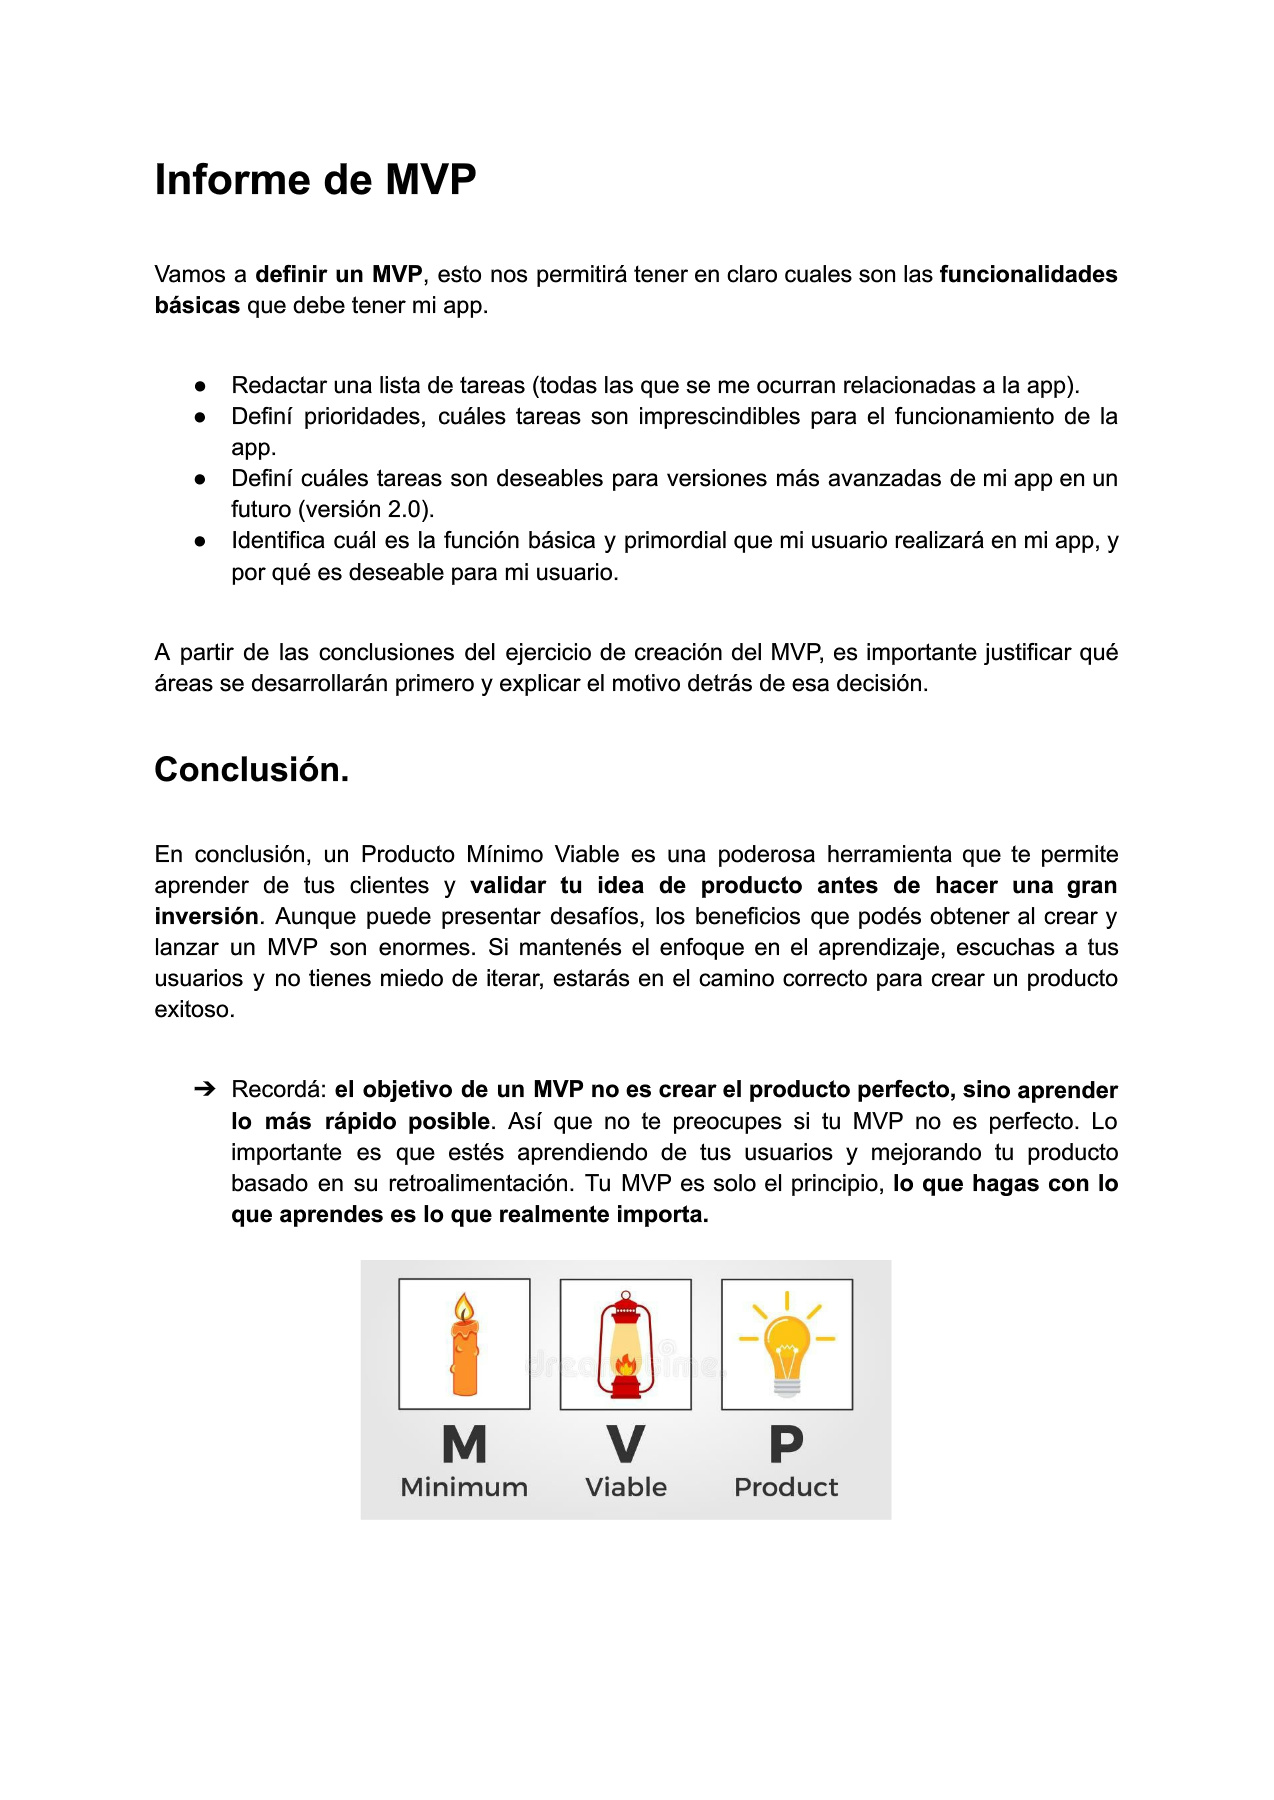 Informe de MVP
Vamos a definir un MVP, esto nos permitirá tener en claro cuales son las funcionalidades
básicas que debe tener mi app.
● Redactar una lista de tareas (todas las que se me ocurran relacionadas a la app).
● Definí prioridades, cuáles tareas son imprescindibles para el funcionamiento de la
app.
● Definí cuáles tareas son deseables para versiones más avanzadas de mi app en un
futuro (versión 2.0).
● Identifica cuál es la función básica y primordial que mi usuario realizará en mi app, y
por qué es deseable para mi usuario.
A partir de las conclusiones del ejercicio de creación del MVP, es importante justificar qué
áreas se desarrollarán primero y explicar el motivo detrás de esa decisión.
Conclusión.
En conclusión, un Producto Mínimo Viable es una poderosa herramienta que te permite
aprender de tus clientes y validar tu idea de producto antes de hacer una gran
inversión. Aunque puede presentar desafíos, los beneficios que podés obtener al crear y
lanzar un MVP son enormes. Si mantenés el enfoque en el aprendizaje, escuchas a tus
usuarios y no tienes miedo de iterar, estarás en el camino correcto para crear un producto
exitoso.
➔ Recordá: el objetivo de un MVP no es crear el producto perfecto, sino aprender
lo más rápido posible. Así que no te preocupes si tu MVP no es perfecto. Lo
importante es que estés aprendiendo de tus usuarios y mejorando tu producto
basado en su retroalimentación. Tu MVP es solo el principio, lo que hagas con lo
que aprendes es lo que realmente importa.
M V P
Minimum Viable Product